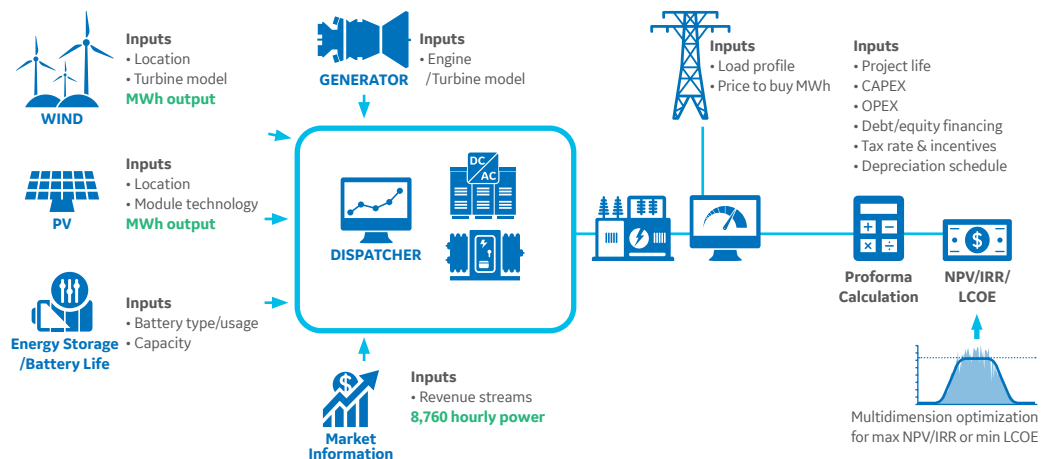 WIND
Inputs
• Location
• Turbine model
MWh output
GENERATOR
Inputs
• Engine
/Turbine model
Inputs
• Load profile
• Price to buy MWh
Inputs
• Project life
• CAPEX
• OPEX
• Debt/equity financing
• Tax rate & incentives
• Depreciation schedule
PV
Inputs
• Location
• Module technology
MWh output
DISPATCHER
DC
AC
Proforma
Calculation
$
NPV/IRR/
LCOE
Energy Storage
/Battery Life
Inputs
• Battery type/usage
• Capacity
$
Market
Information
Inputs
• Revenue streams
8,760 hourly power
Multidimension optimization
for max NPV/IRR or min LCOE